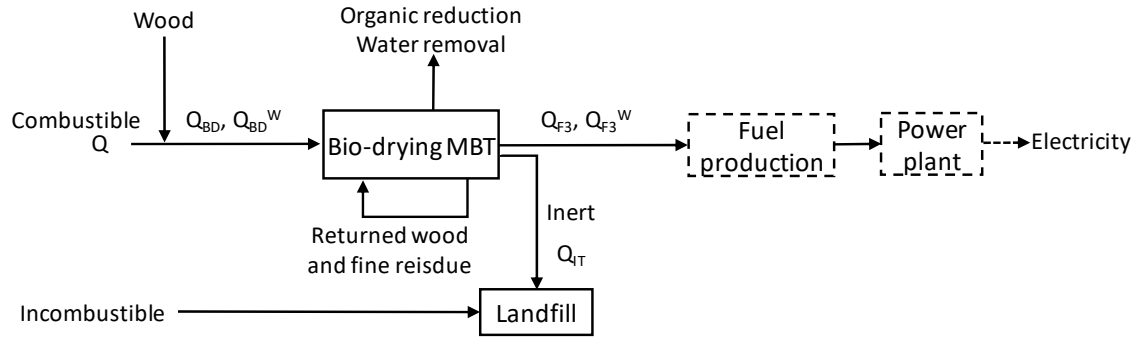 Wood
Organic reduction
Water removal
Combustible
Q
Q_BD, Q_BD^W
Bio-drying MBT
Q_F3, Q_F3^W
Fuel
production
Power
plant
Electricity
Returned wood
and fine reisdue
Inert
Q_IT
Incombustible
Landfill